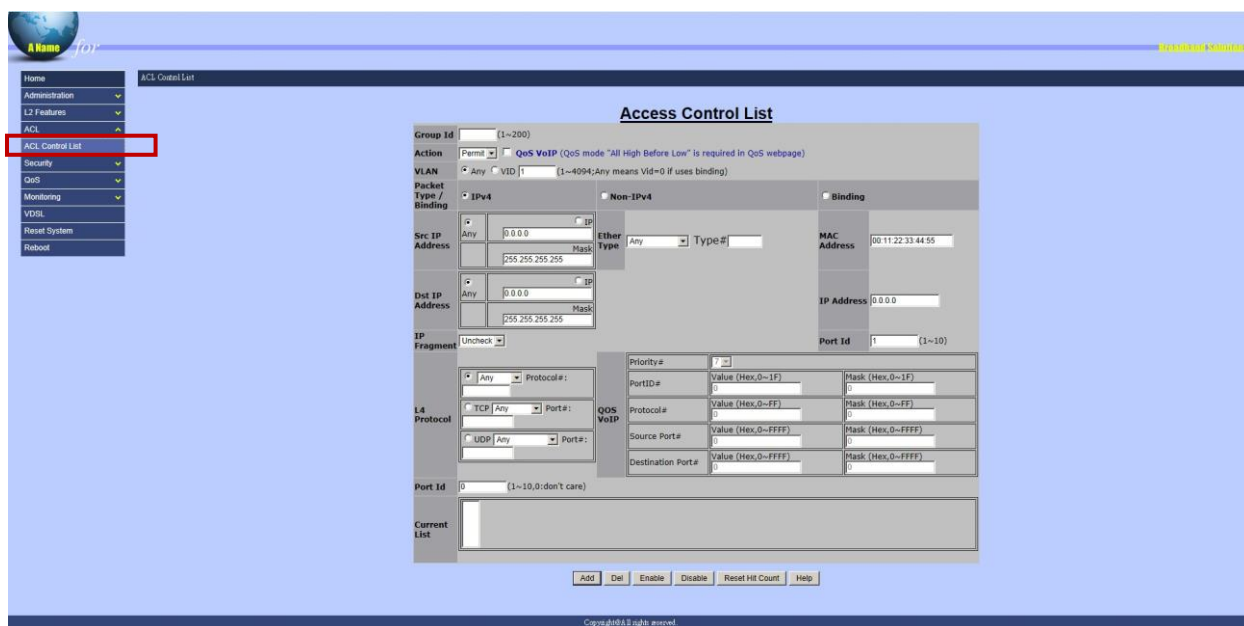 A Name for
Broadband Solution
Home
Administration
L2 Features
ACL
ACL Control List
Security
QoS
Monitoring
VDSL
Reset System
Reboot
ACL Control List
Access Control List
Group Id (1~200)
Action Permit QoS VoIP (QoS mode "All High Before Low" is required in QoS webpage)
VLAN Any VID 1 (1~4094;Any means Vid=0 if uses binding)
Packet Type / Binding IPv4 Non-IPv4 Binding
Src IP Address Any IP 0.0.0.0 Mask 255.255.255.255
Ether Type Any Type#
MAC Address 00:11:22:33:44:55
Dst IP Address Any IP 0.0.0.0 Mask 255.255.255.255
IP Address 0.0.0.0
IP Fragment Uncheck
Port Id 1 (1~10)
L4 Protocol
Any Protocol#:
TCP Any Port#:
UDP Any Port#:
QOS VoIP
Priority# 7
PortID# Value (Hex,0~1F) 0 Mask (Hex,0~1F) 0
Protocol# Value (Hex,0~FF) 0 Mask (Hex,0~FF) 0
Source Port# Value (Hex,0~FFFF) 0 Mask (Hex,0~FFFF) 0
Destination Port# Value (Hex,0~FFFF) 0 Mask (Hex,0~FFFF) 0
Port Id 0 (1~10,0:don't care)
Current List
Add Del Enable Disable Reset Hit Count Help
Copyright@All rights reserved.